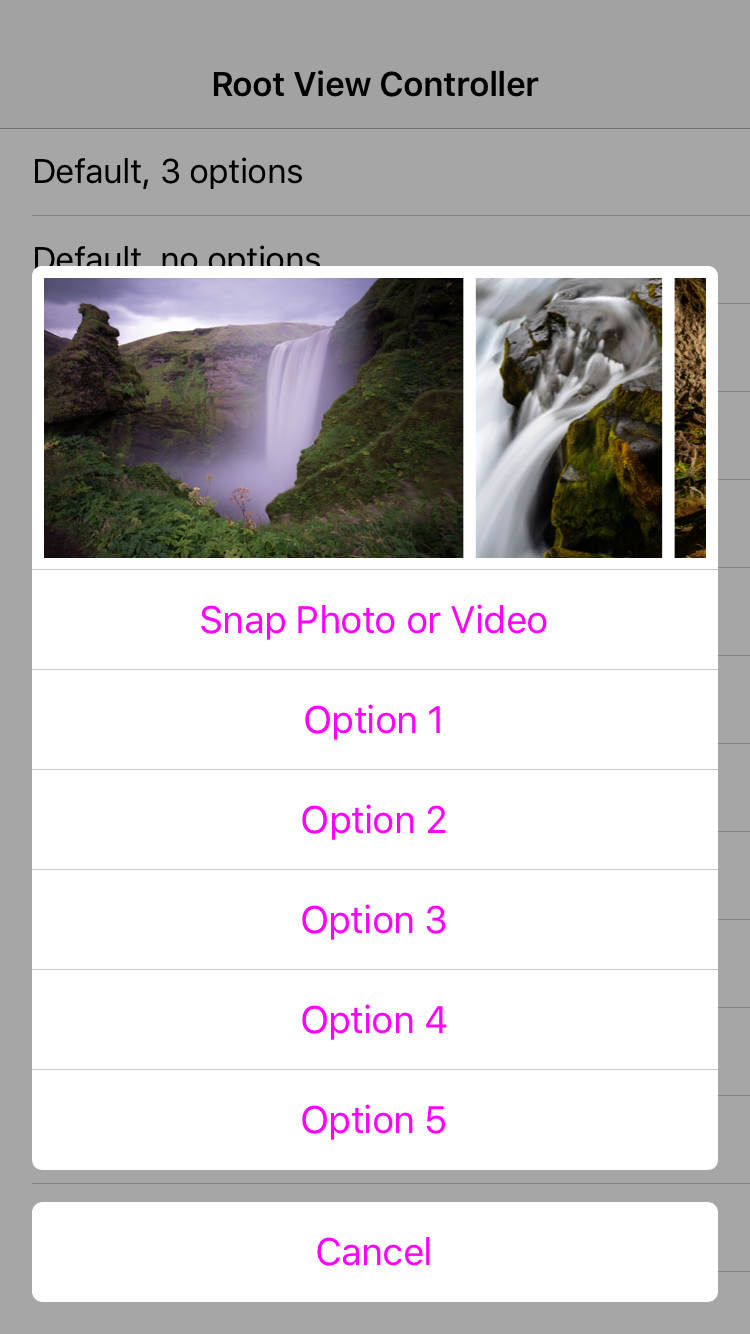 Root View Controller
Default, 3 options
Default, no options
Snap Photo or Video
Option 1
Option 2
Option 3
Option 4
Option 5
Cancel